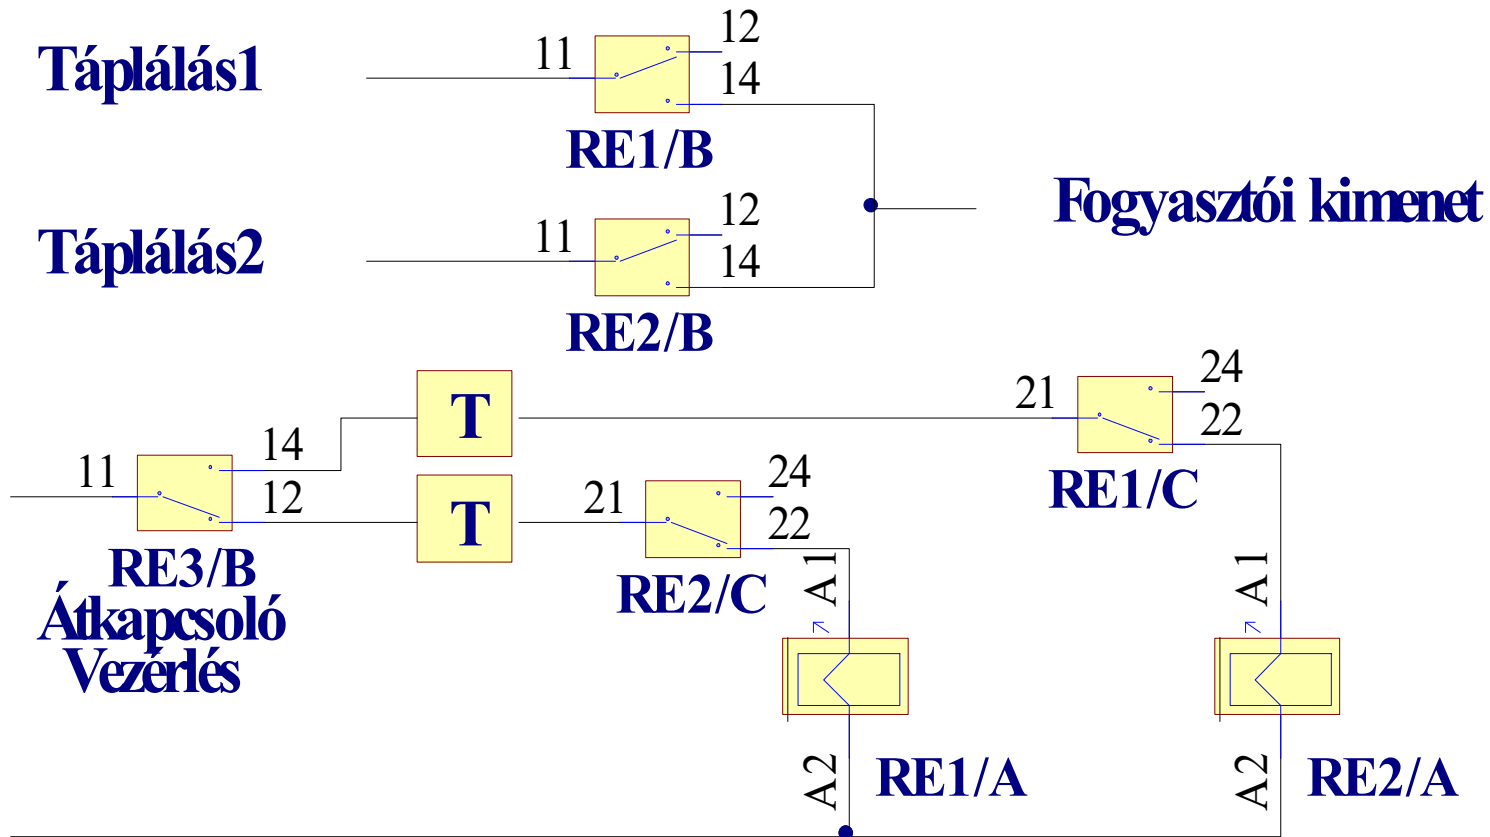 Táplálás1
11
12
14
RE1/B
Táplálás2
11
12
14
RE2/B
Fogyasztói kimenet
11
14
12
RE3/B
Átkapcsoló
Vezérlés
T
T
21
24
22
RE2/C
21
24
22
RE1/C
A1
A2
RE1/A
A1
A2
RE2/A